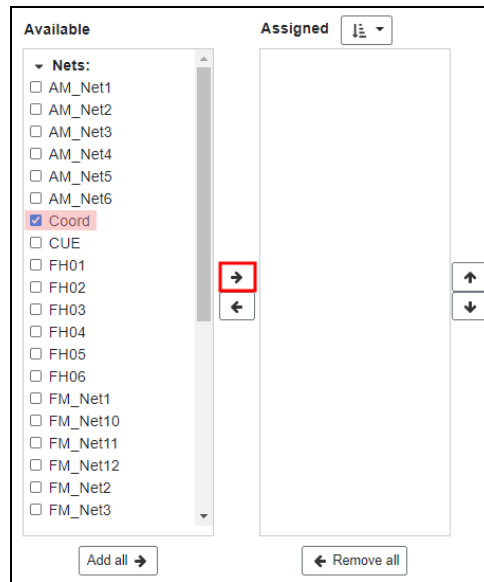 Available
Assigned
Nets:
AM_Net1
AM_Net2
AM_Net3
AM_Net4
AM_Net5
AM_Net6
Coord
CUE
FH01
FH02
FH03
FH04
FH05
FH06
FM_Net1
FM_Net10
FM_Net11
FM_Net12
FM_Net2
FM_Net3
Add all
Remove all